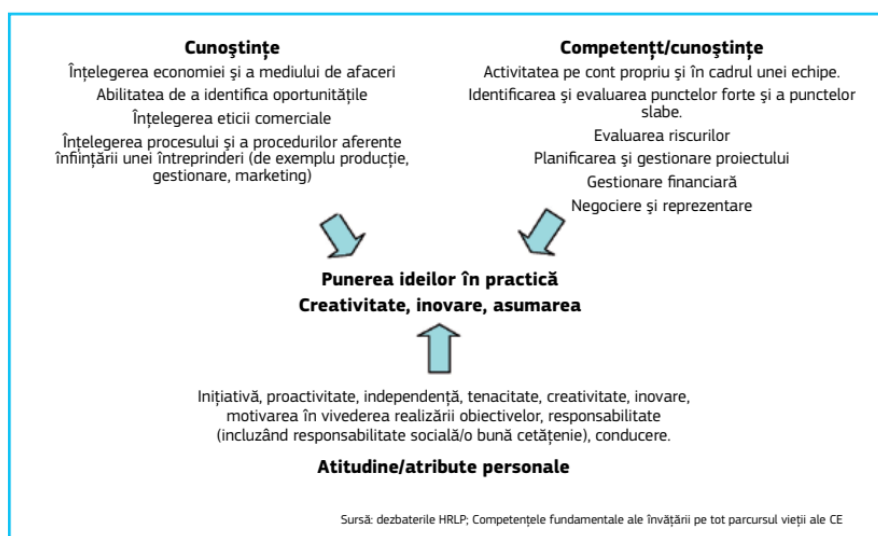 Cunoştinţe
Înţelegerea economiei şi a mediului de afaceri
Abilitatea de a identifica oportunităţile
Înţelegerea eticii comerciale
Înţelegerea procesului şi a procedurilor aferente
înfiinţării unei întreprinderi (de exemplu producţie,
gestionare, marketing)
Competenţt/cunoştinţe
Activitatea pe cont propriu şi în cadrul unei echipe.
Identificarea şi evaluarea punctelor forte şi a punctelor
slabe.
Evaluarea riscurilor
Planificarea şi gestionare proiectului
Gestionare financiară
Negociere şi reprezentare
Punerea ideilor în practică
Creativitate, inovare, asumarea
Iniţiativă, proactivitate, independenţă, tenacitate, creativitate, inovare,
motivarea în vivederea realizării obiectivelor, responsabilitate
(incluzând responsabilitate socială/o bună cetăţenie), conducere.
Atitudine/atribute personale
Sursă: dezbaterile HRLP; Competenţele fundamentale ale învăţării pe tot parcursul vieţii ale CE